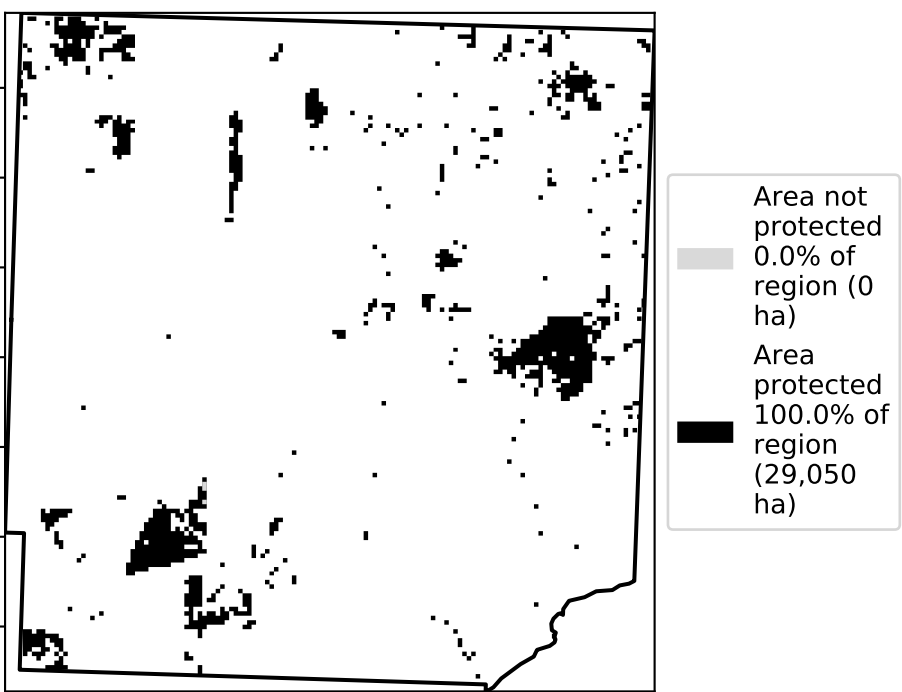 Area not
protected
0.0% of
region (0
ha)
Area
protected
100.0% of
region
(29,050
ha)